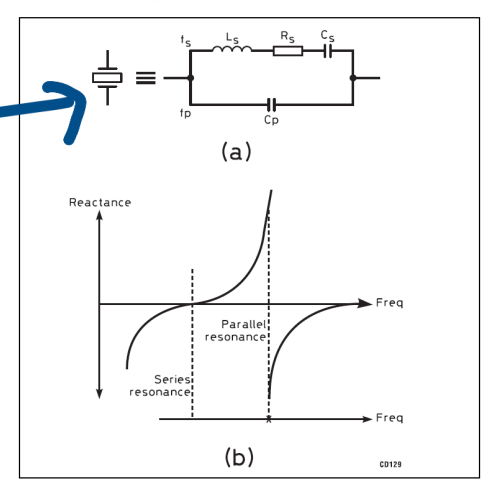 fs
Ls
Rs
Cs
fp
Cp
(a)
Reactance
Freq
Parallel
resonance
Series
resonance
Freq
(b)
CD129